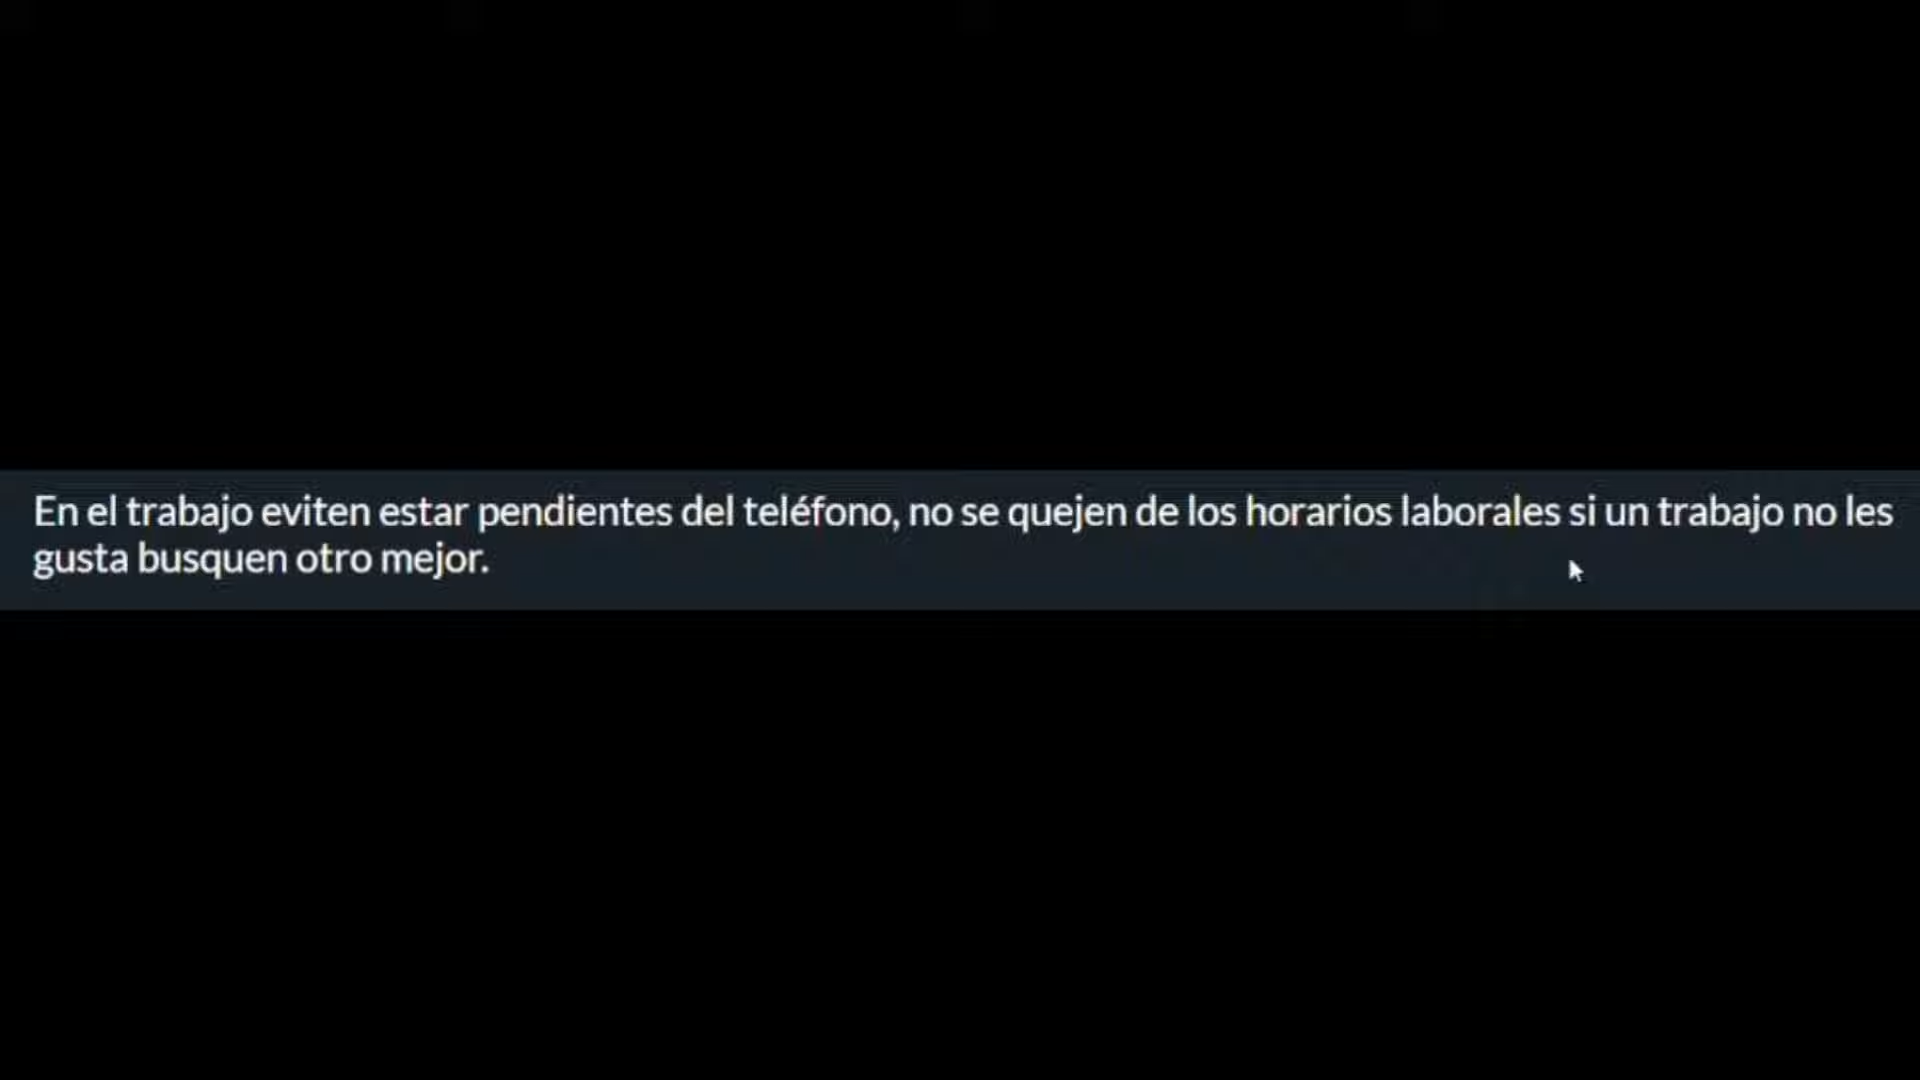 En el trabajo eviten estar pendientes del teléfono, no se quejen de los horarios laborales si un trabajo no les
gusta busquen otro mejor.